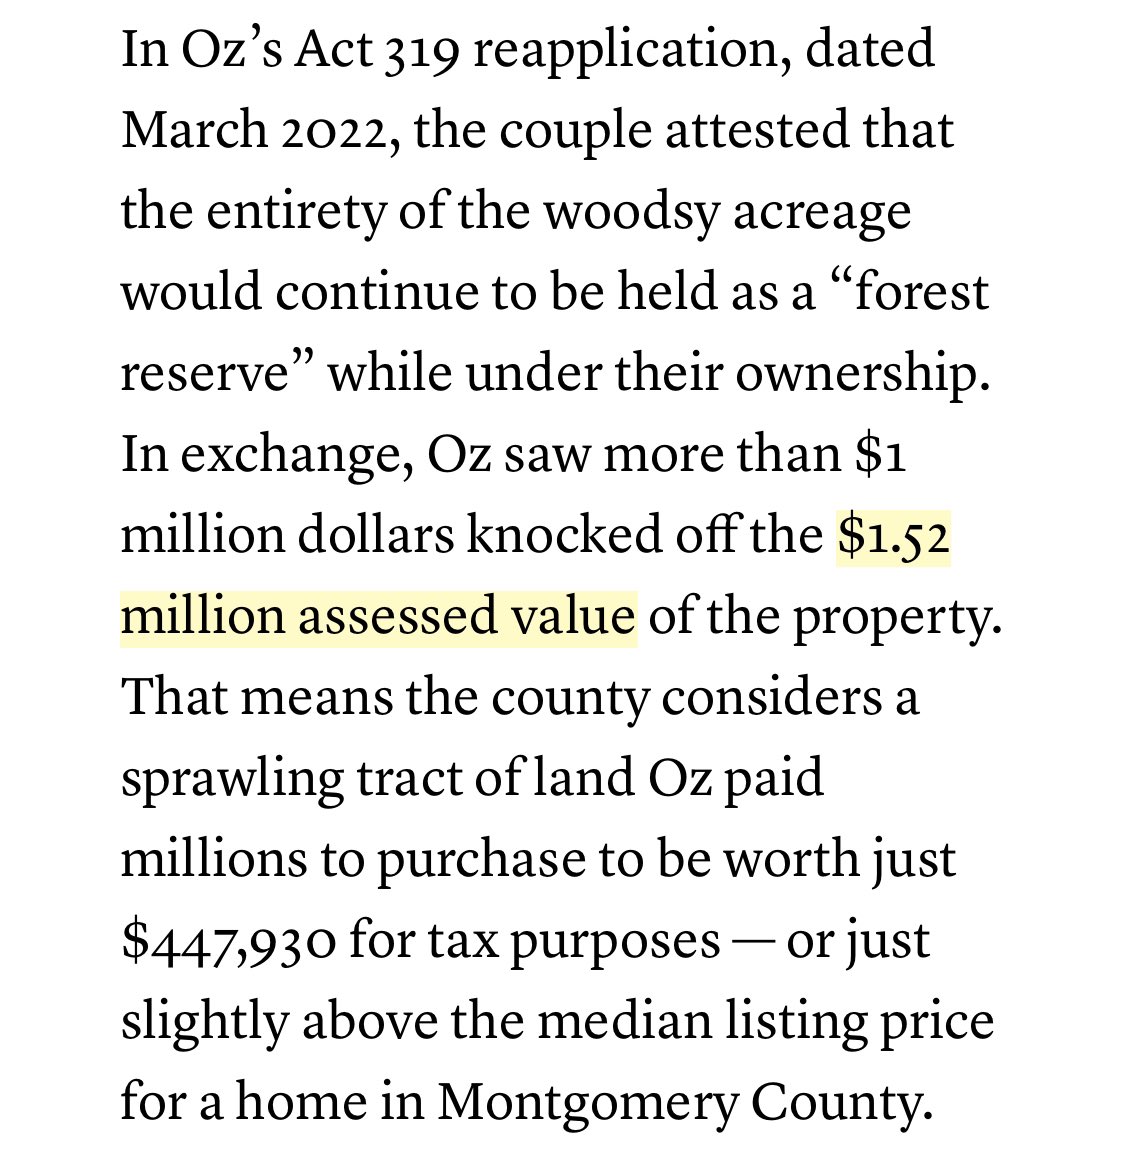 In Oz’s Act 319 reapplication, dated
March 2022, the couple attested that
the entirety of the woodsy acreage
would continue to be held as a “forest
reserve” while under their ownership.
In exchange, Oz saw more than $1
million dollars knocked off the $1.52
million assessed value of the property.
That means the county considers a
sprawling tract of land Oz paid
millions to purchase to be worth just
$447,930 for tax purposes — or just
slightly above the median listing price
for a home in Montgomery County.